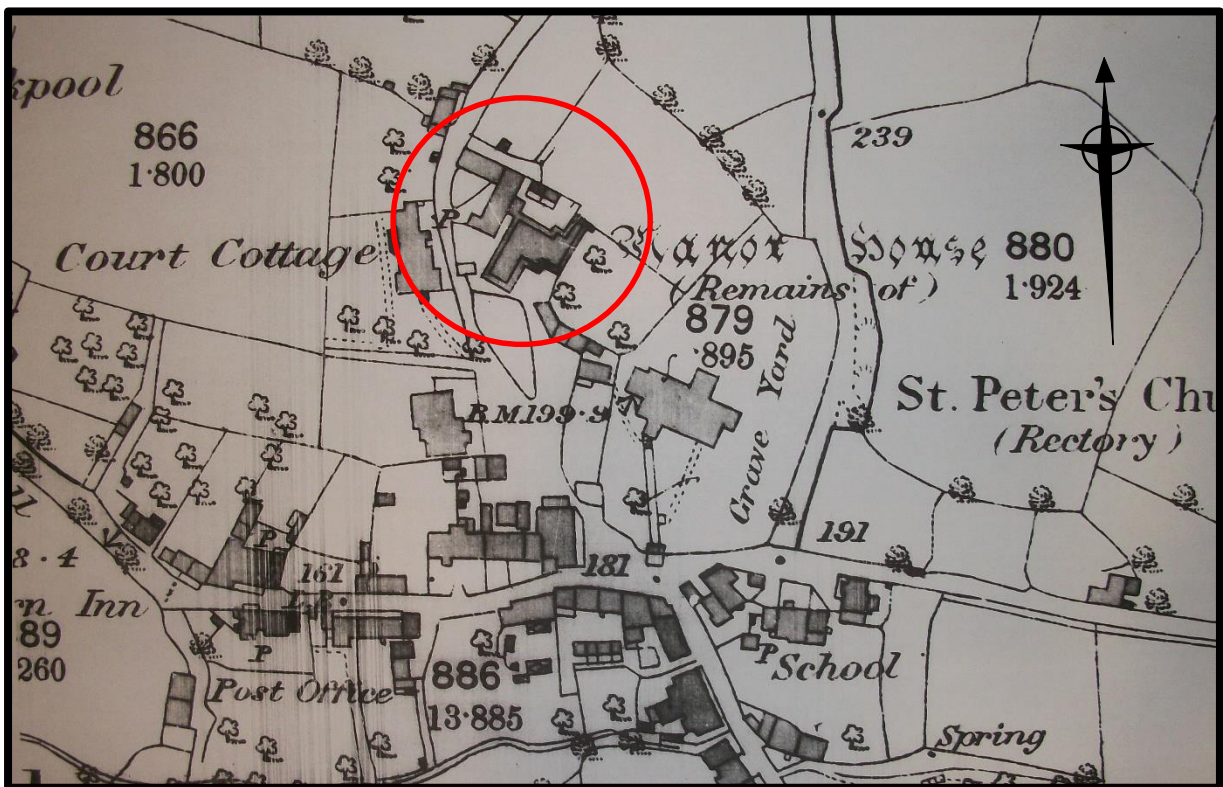 kpool
866
1·800
239
P
Court Cottage
Manor House
880
(Remains of)
1·924
879
·895
St. Peter's Chu
(Rectory)
B.M.199·9
Grave Yard
191
8·4
P
161
181
rn Inn
89
260
P
Post Office
886
13·885
P
School
Spring